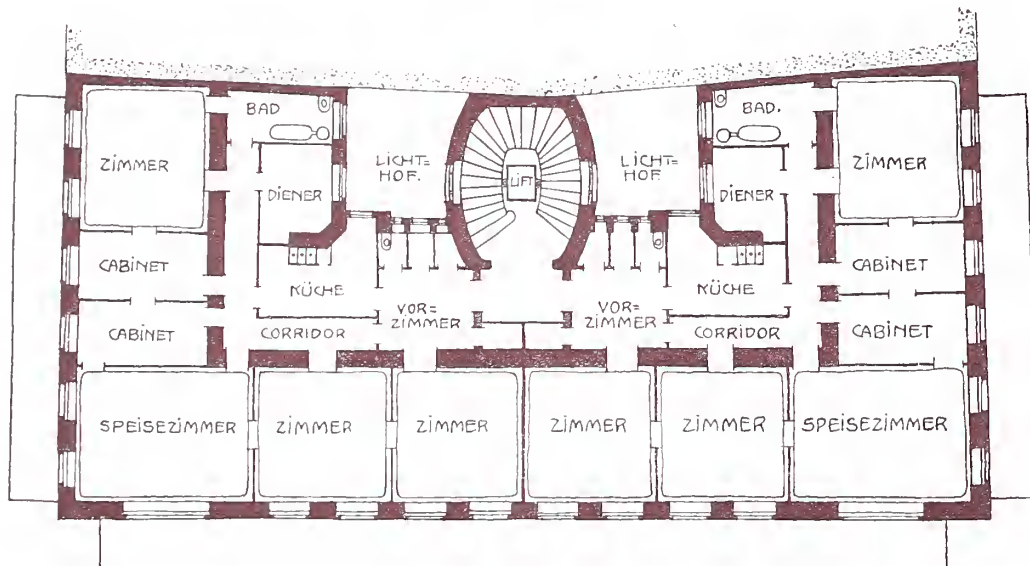 BAD
BAD.
ZIMMER
LICHT=
HOF.
LIFT
LICHT=
HOF.
ZIMMER
DIENER
DIENER
CABINET
KÜCHE
KÜCHE
CABINET
VOR=
ZIMMER
VOR=
ZIMMER
CABINET
CORRIDOR
CORRIDOR
CABINET
SPEISEZIMMER
ZIMMER
ZIMMER
ZIMMER
ZIMMER
SPEISEZIMMER